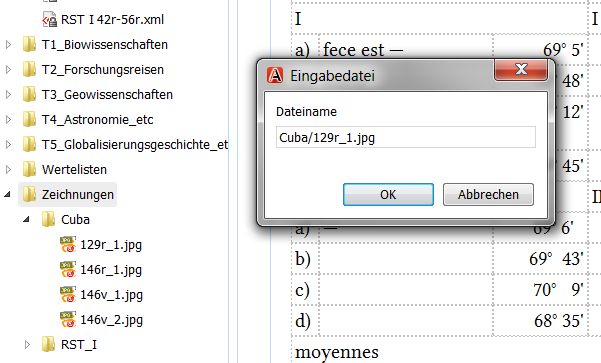 RST I 42r-56r.xml
T1_Biowissenschaften
T2_Forschungsreisen
T3_Geowissenschaften
T4_Astronomie_etc
T5_Globalisierungsgeschichte_et
Wertelisten
Zeichnungen
Cuba
129r_1.jpg
146r_1.jpg
146v_1.jpg
146v_2.jpg
RST_I
I I
a) fece est — 69° 5'
48'
12'
45'
Eingabedatei
Dateiname
Cuba/129r_1.jpg
OK Abbrechen
a) — 69° 6'
b) 69° 43'
c) 70° 9'
d) 68° 35'
moyennes